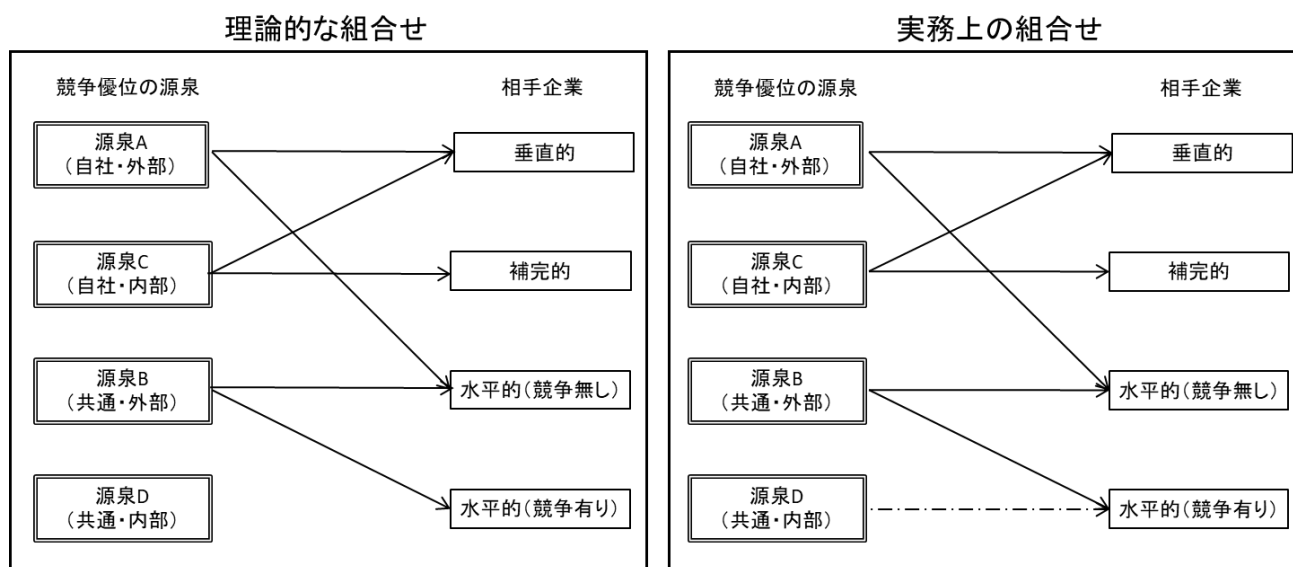 理論的な組合せ
競争優位の源泉
相手企業
源泉A
(自社・外部)
垂直的
源泉C
(自社・内部)
補完的
源泉B
(共通・外部)
水平的(競争無し)
源泉D
(共通・内部)
水平的(競争有り)
実務上の組合せ
競争優位の源泉
相手企業
源泉A
(自社・外部)
垂直的
源泉C
(自社・内部)
補完的
源泉B
(共通・外部)
水平的(競争無し)
源泉D
(共通・内部)
水平的(競争有り)